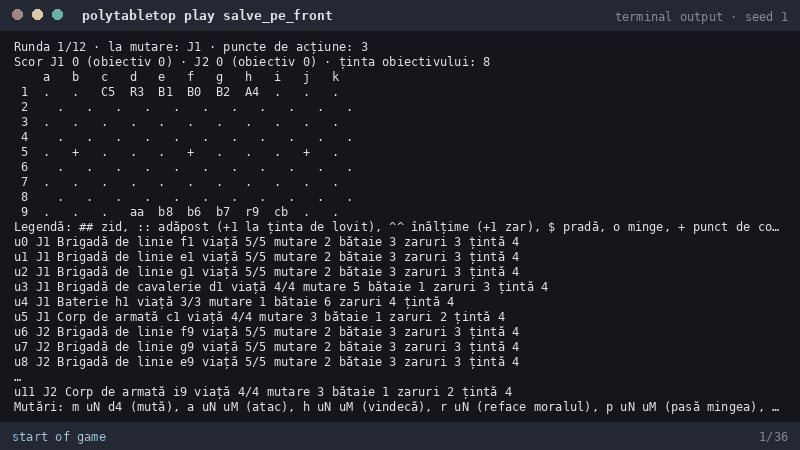 polytabletop play salve_pe_front
terminal output · seed 1
Runda 1/12 · la mutare: J1 · puncte de acțiune: 3
Scor J1 0 (obiectiv 0) · J2 0 (obiectiv 0) · ținta obiectivului: 8
a b c d e f g h i j k
1 . . C5 R3 B1 B0 B2 A4 . . .
2 . . . . . . . . . . .
3 . . . . . . . . . . .
4 . . . . . . . . . . .
5 . + . . . + . . . + .
6 . . . . . . . . . . .
7 . . . . . . . . . . .
8 . . . . . . . . . . .
9 . . . aa b8 b6 b7 r9 cb . .
Legendă: ## zid, :: adăpost (+1 la ținta de lovit), ^^ înălțime (+1 zar), $ pradă, o minge, + punct de co…
u0 J1 Brigadă de linie f1 viață 5/5 mutare 2 bătaie 3 zaruri 3 țintă 4
u1 J1 Brigadă de linie e1 viață 5/5 mutare 2 bătaie 3 zaruri 3 țintă 4
u2 J1 Brigadă de linie g1 viață 5/5 mutare 2 bătaie 3 zaruri 3 țintă 4
u3 J1 Brigadă de cavalerie d1 viață 4/4 mutare 5 bătaie 1 zaruri 3 țintă 4
u4 J1 Baterie h1 viață 3/3 mutare 1 bătaie 6 zaruri 4 țintă 4
u5 J1 Corp de armată c1 viață 4/4 mutare 3 bătaie 1 zaruri 2 țintă 4
u6 J2 Brigadă de linie f9 viață 5/5 mutare 2 bătaie 3 zaruri 3 țintă 4
u7 J2 Brigadă de linie g9 viață 5/5 mutare 2 bătaie 3 zaruri 3 țintă 4
u8 J2 Brigadă de linie e9 viață 5/5 mutare 2 bătaie 3 zaruri 3 țintă 4
…
u11 J2 Corp de armată i9 viață 4/4 mutare 3 bătaie 1 zaruri 2 țintă 4
Mutări: m uN d4 (mută), a uN uM (atac), h uN uM (vindecă), r uN (reface moralul), p uN uM (pasă mingea), …
start of game
1/36